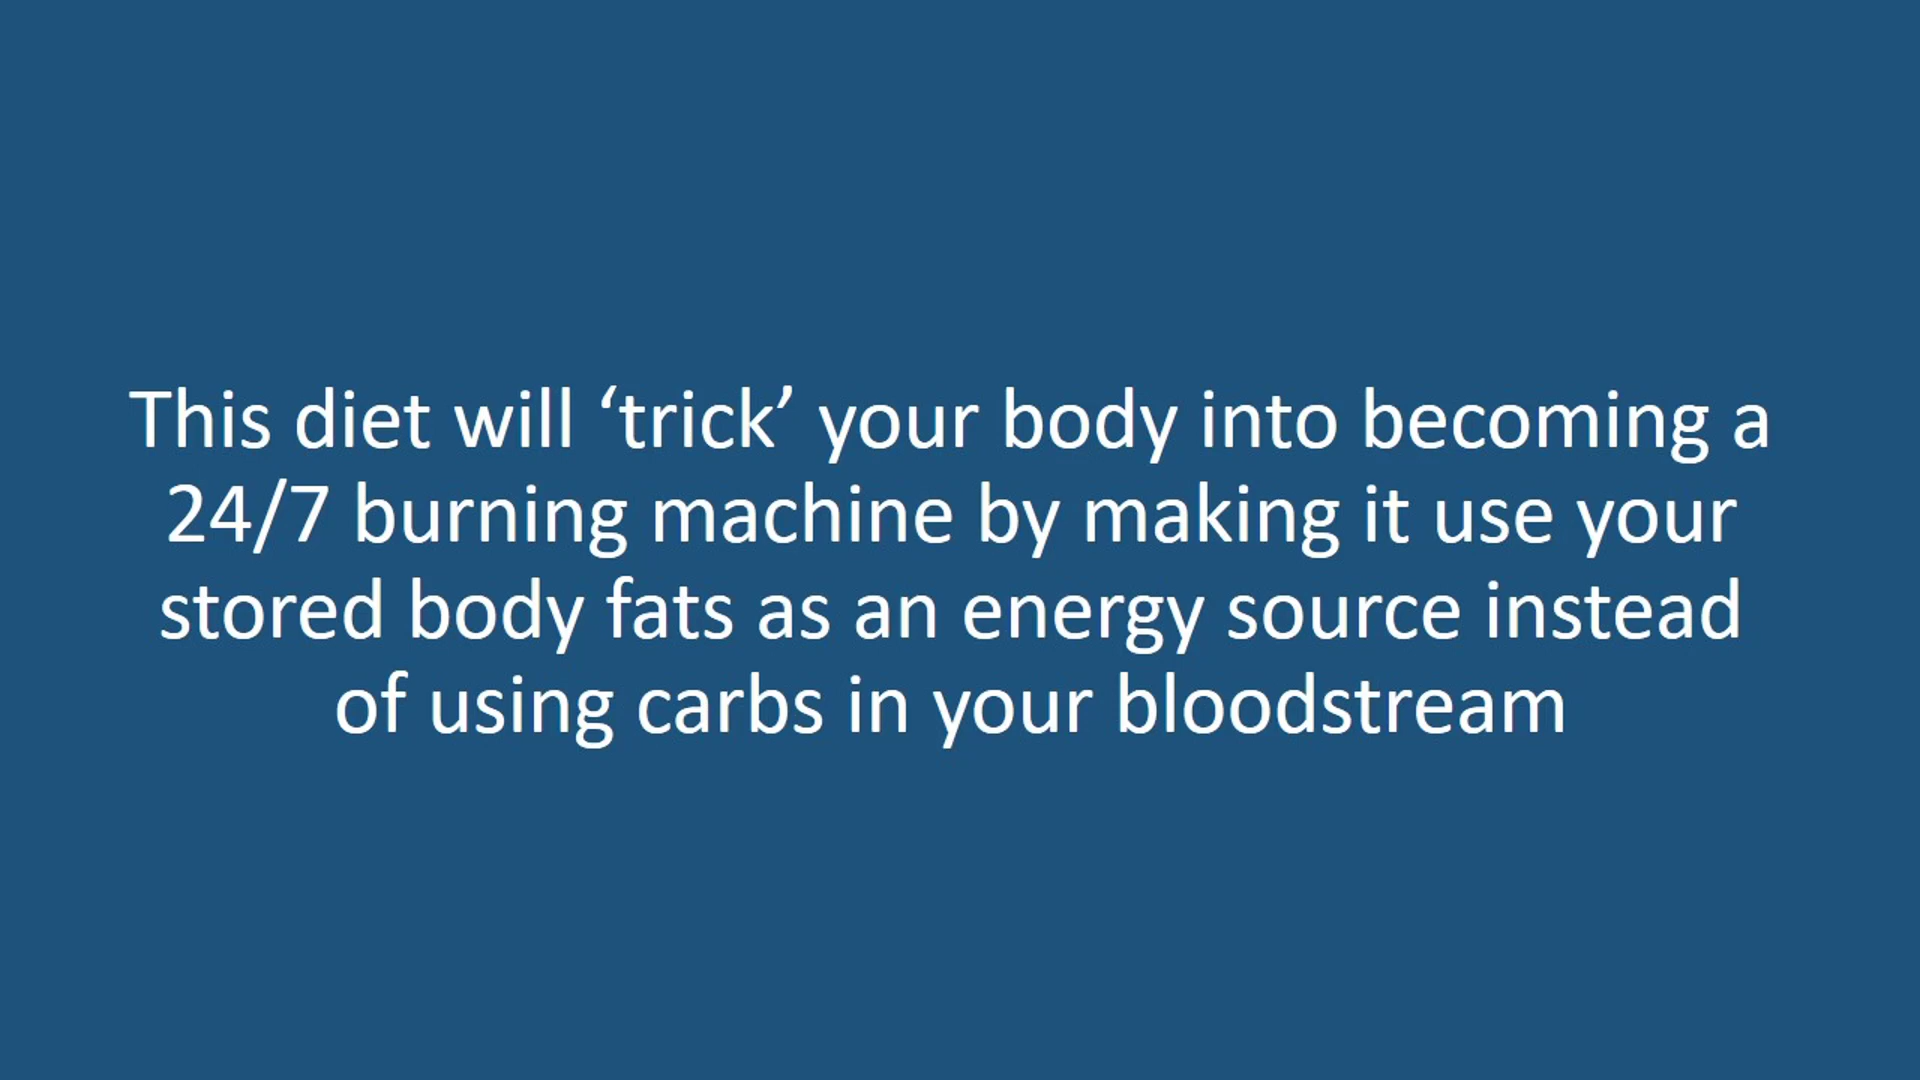 This diet will ‘trick’ your body into becoming a
24/7 burning machine by making it use your
stored body fats as an energy source instead
of using carbs in your bloodstream